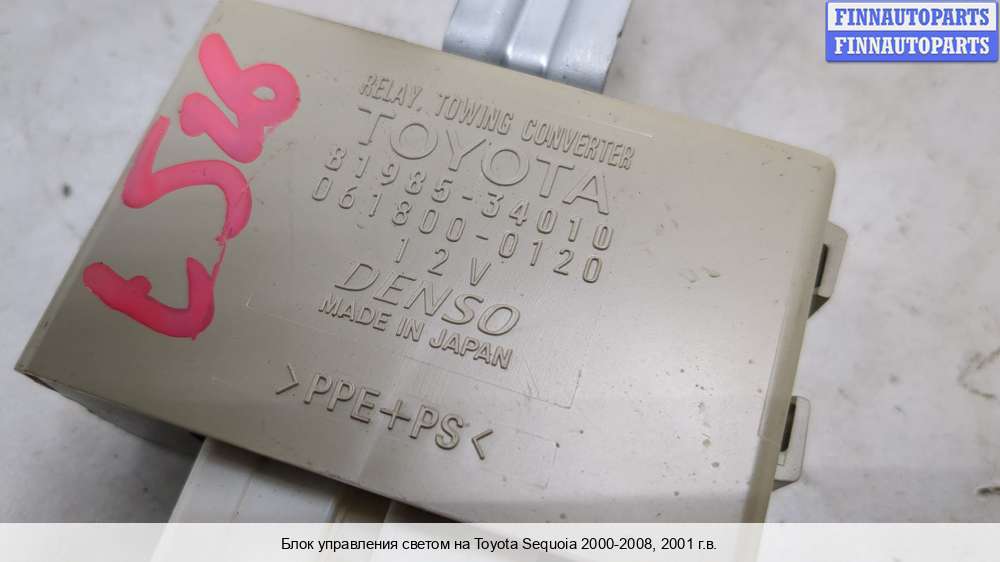 FINNAUTOPARTS
FINNAUTOPARTS
L526
RELAY, TOWING CONVERTER
TOYOTA
81985-34010
061800-0120
12V
DENSO
MADE IN JAPAN
>PPE+PS<
Блок управления светом на Toyota Sequoia 2000-2008, 2001 г.в.